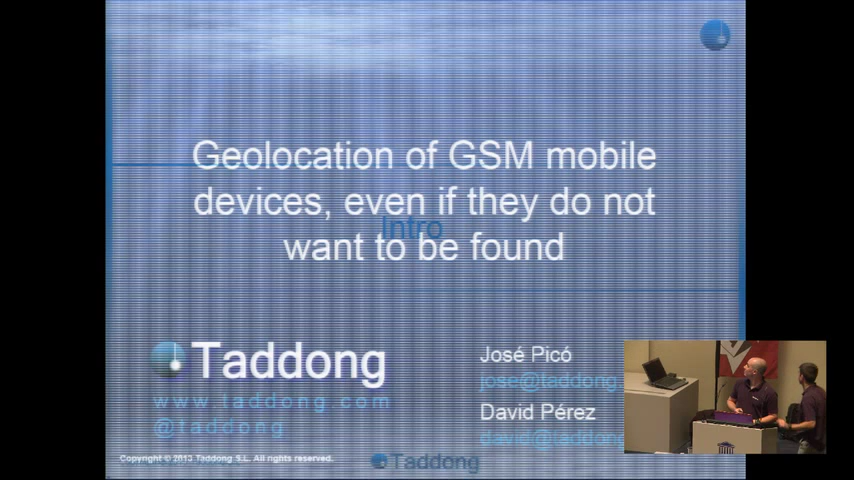 Geolocation of GSM mobile
devices, even if they do not
Intro
want to be found
Taddong
www.taddong.com
@taddong
José Picó
jose@taddong.
David Pérez
david@taddong
Copyright © 2013 Taddong S.L. All rights reserved.
Taddong